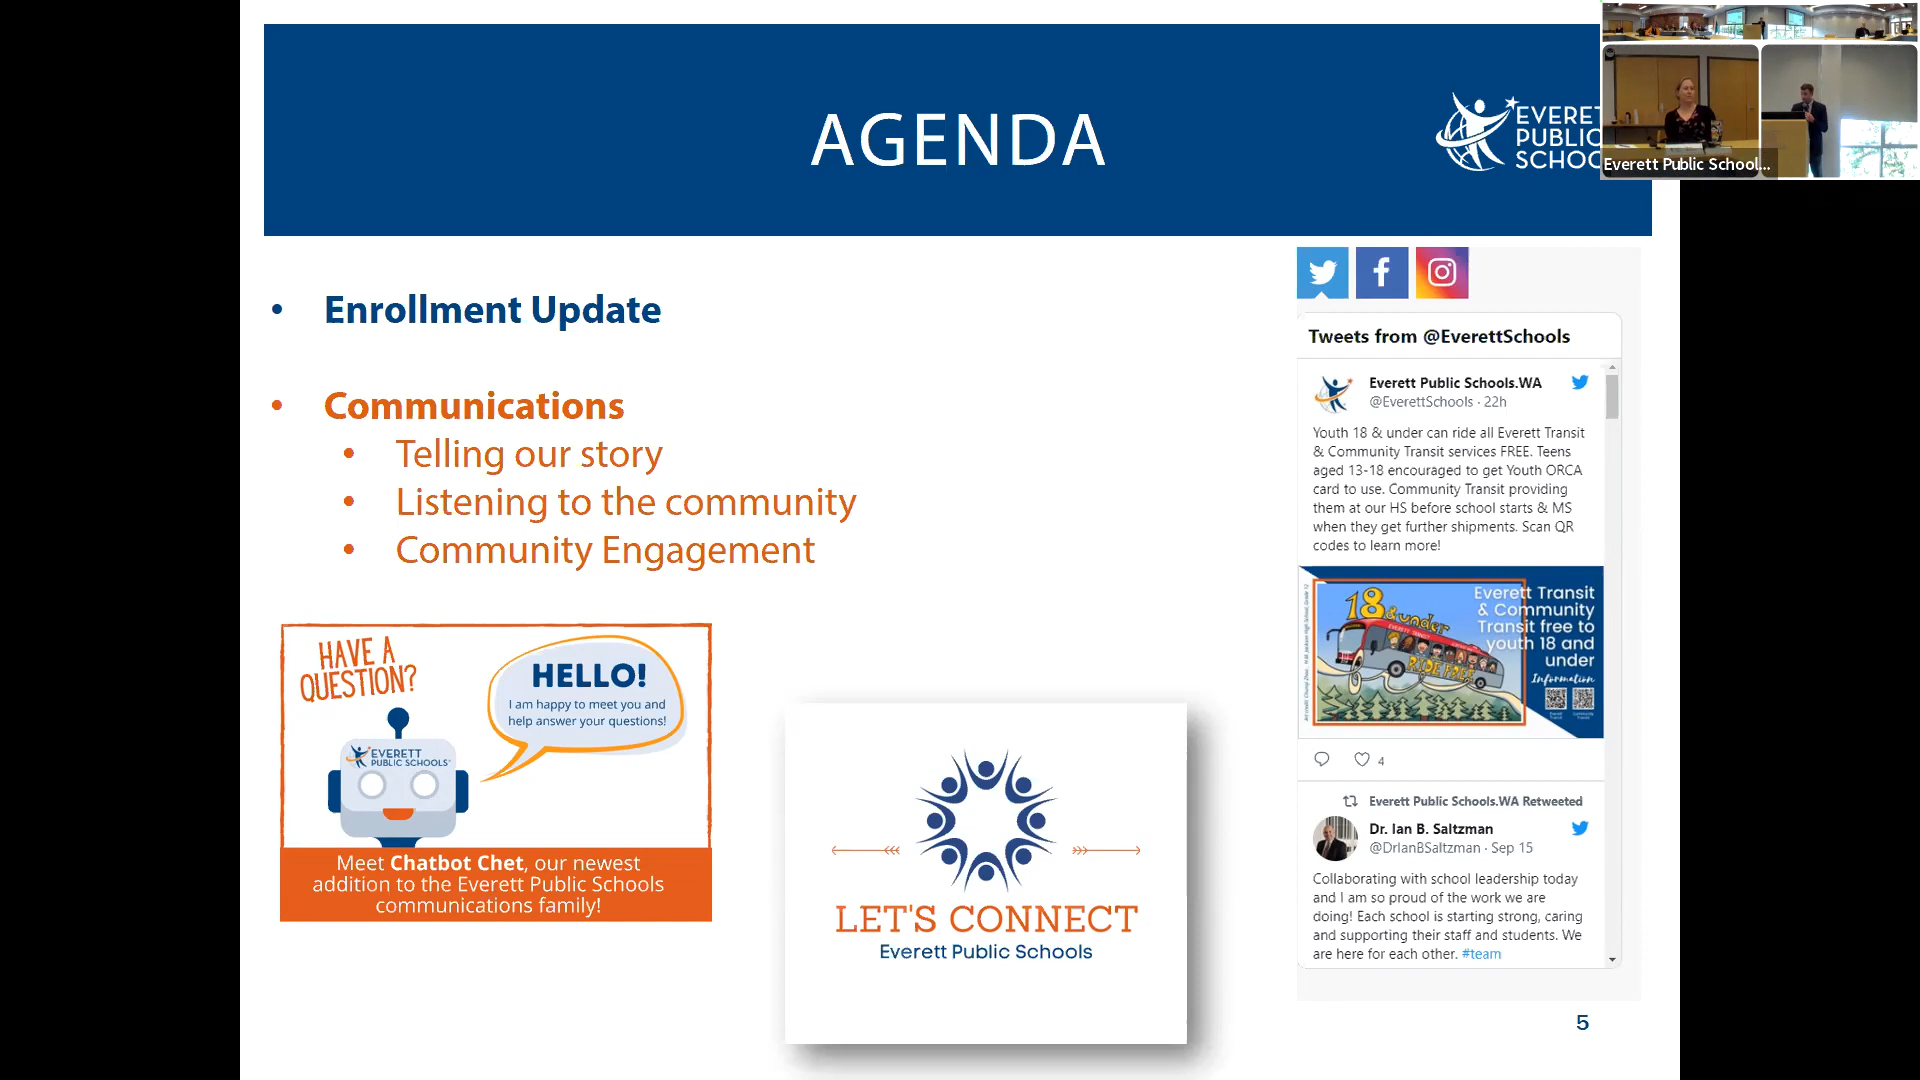 AGENDA
EVERE
PUBLIC
SCHOO
Everett Public School...
• Enrollment Update
• Communications
• Telling our story
• Listening to the community
• Community Engagement
HAVE A
QUESTION?
HELLO!
I am happy to meet you and
help answer your questions!
EVERETT
PUBLIC SCHOOLS
Meet Chatbot Chet, our newest
addition to the Everett Public Schools
communications family!
LET'S CONNECT
Everett Public Schools
Tweets from @EverettSchools
Everett Public Schools.WA
@EverettSchools · 22h
Youth 18 & under can ride all Everett Transit
& Community Transit services FREE. Teens
aged 13-18 encouraged to get Youth ORCA
card to use. Community Transit providing
them at our HS before school starts & MS
when they get further shipments. Scan QR
codes to learn more!
18 & under
EVERETT TRANSIT
RIDE FREE
Everett Transit
& Community
Transit free to
youth 18 and
under
Information
Everett
Transit
Community
Transit
4
Everett Public Schools.WA Retweeted
Dr. Ian B. Saltzman
@DrIanBSaltzman · Sep 15
Collaborating with school leadership today
and I am so proud of the work we are
doing! Each school is starting strong, caring
and supporting their staff and students. We
are here for each other. #team
5